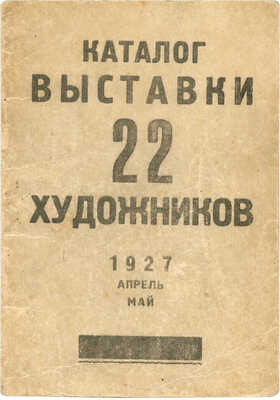 КАТАЛОГ
ВЫСТАВКИ
22
ХУДОЖНИКОВ
1927
АПРЕЛЬ
МАЙ